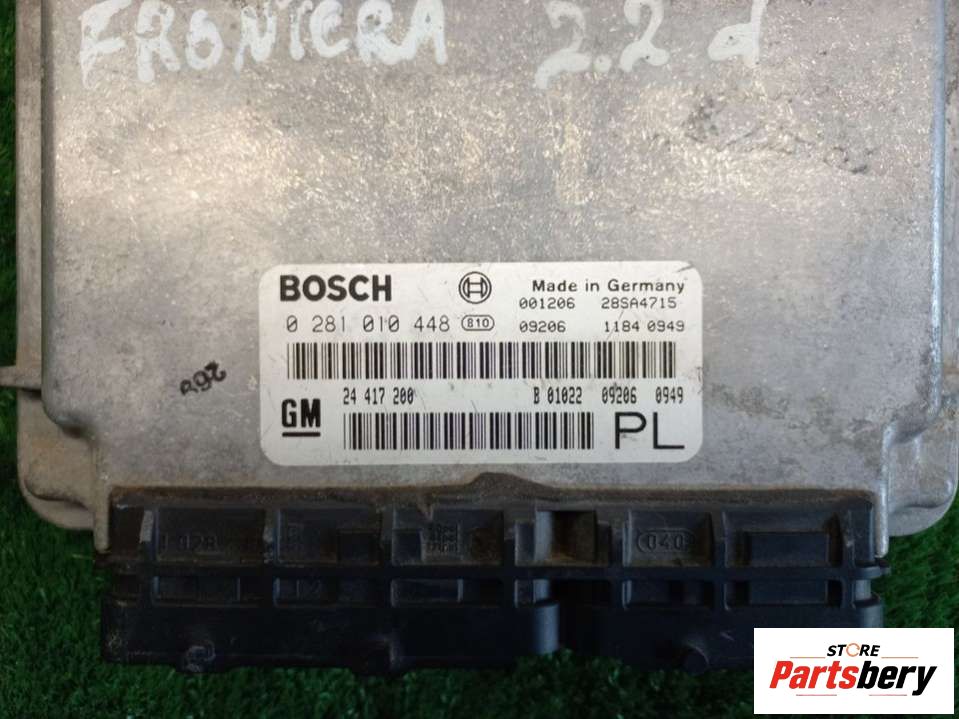 FRONTERA 2.2 d
BOSCH Made in Germany
001206 28SA4715
0 281 010 448 810 09206 1184 0949
24 417 200 B 01022 09206 0949
GM PL
STORE
Partsbery